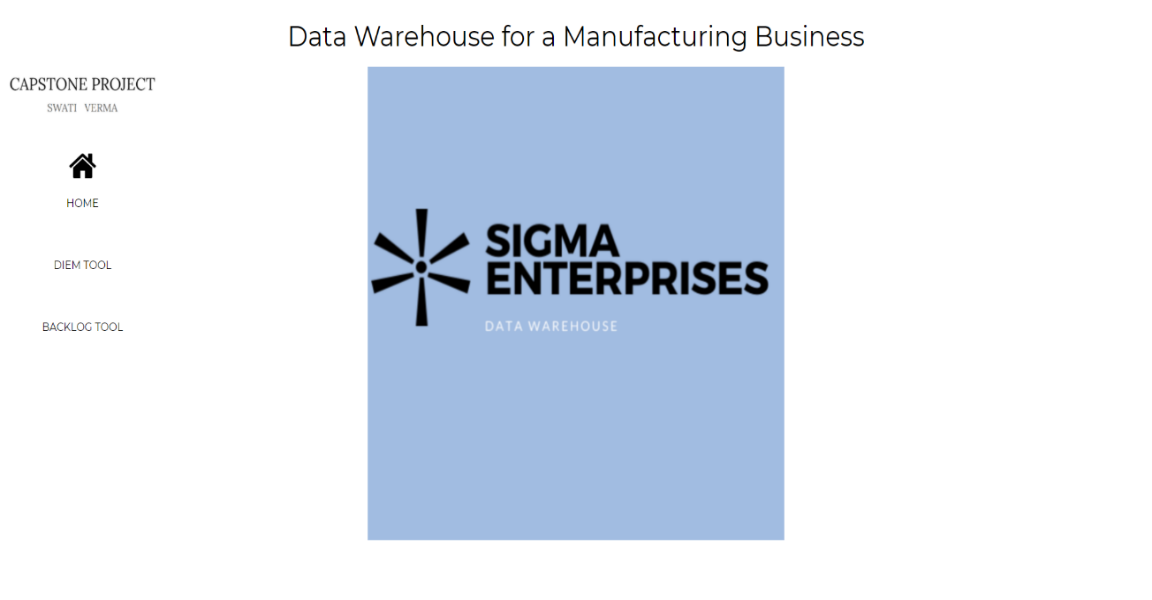 Data Warehouse for a Manufacturing Business
CAPSTONE PROJECT
SWATI VERMA
HOME
DIEM TOOL
BACKLOG TOOL
SIGMA
ENTERPRISES
DATA WAREHOUSE